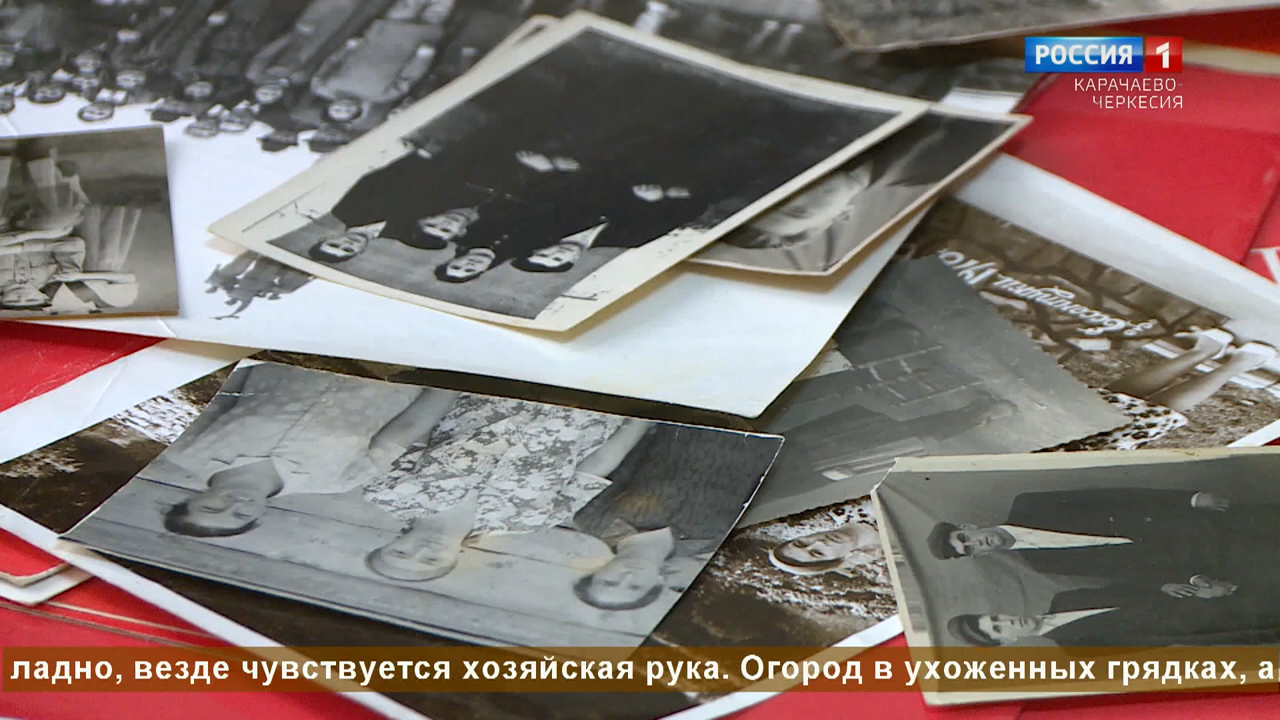 РОССИЯ 1
КАРАЧАЕВО-
ЧЕРКЕСИЯ
ладно, везде чувствуется хозяйская рука. Огород в ухоженных грядках,